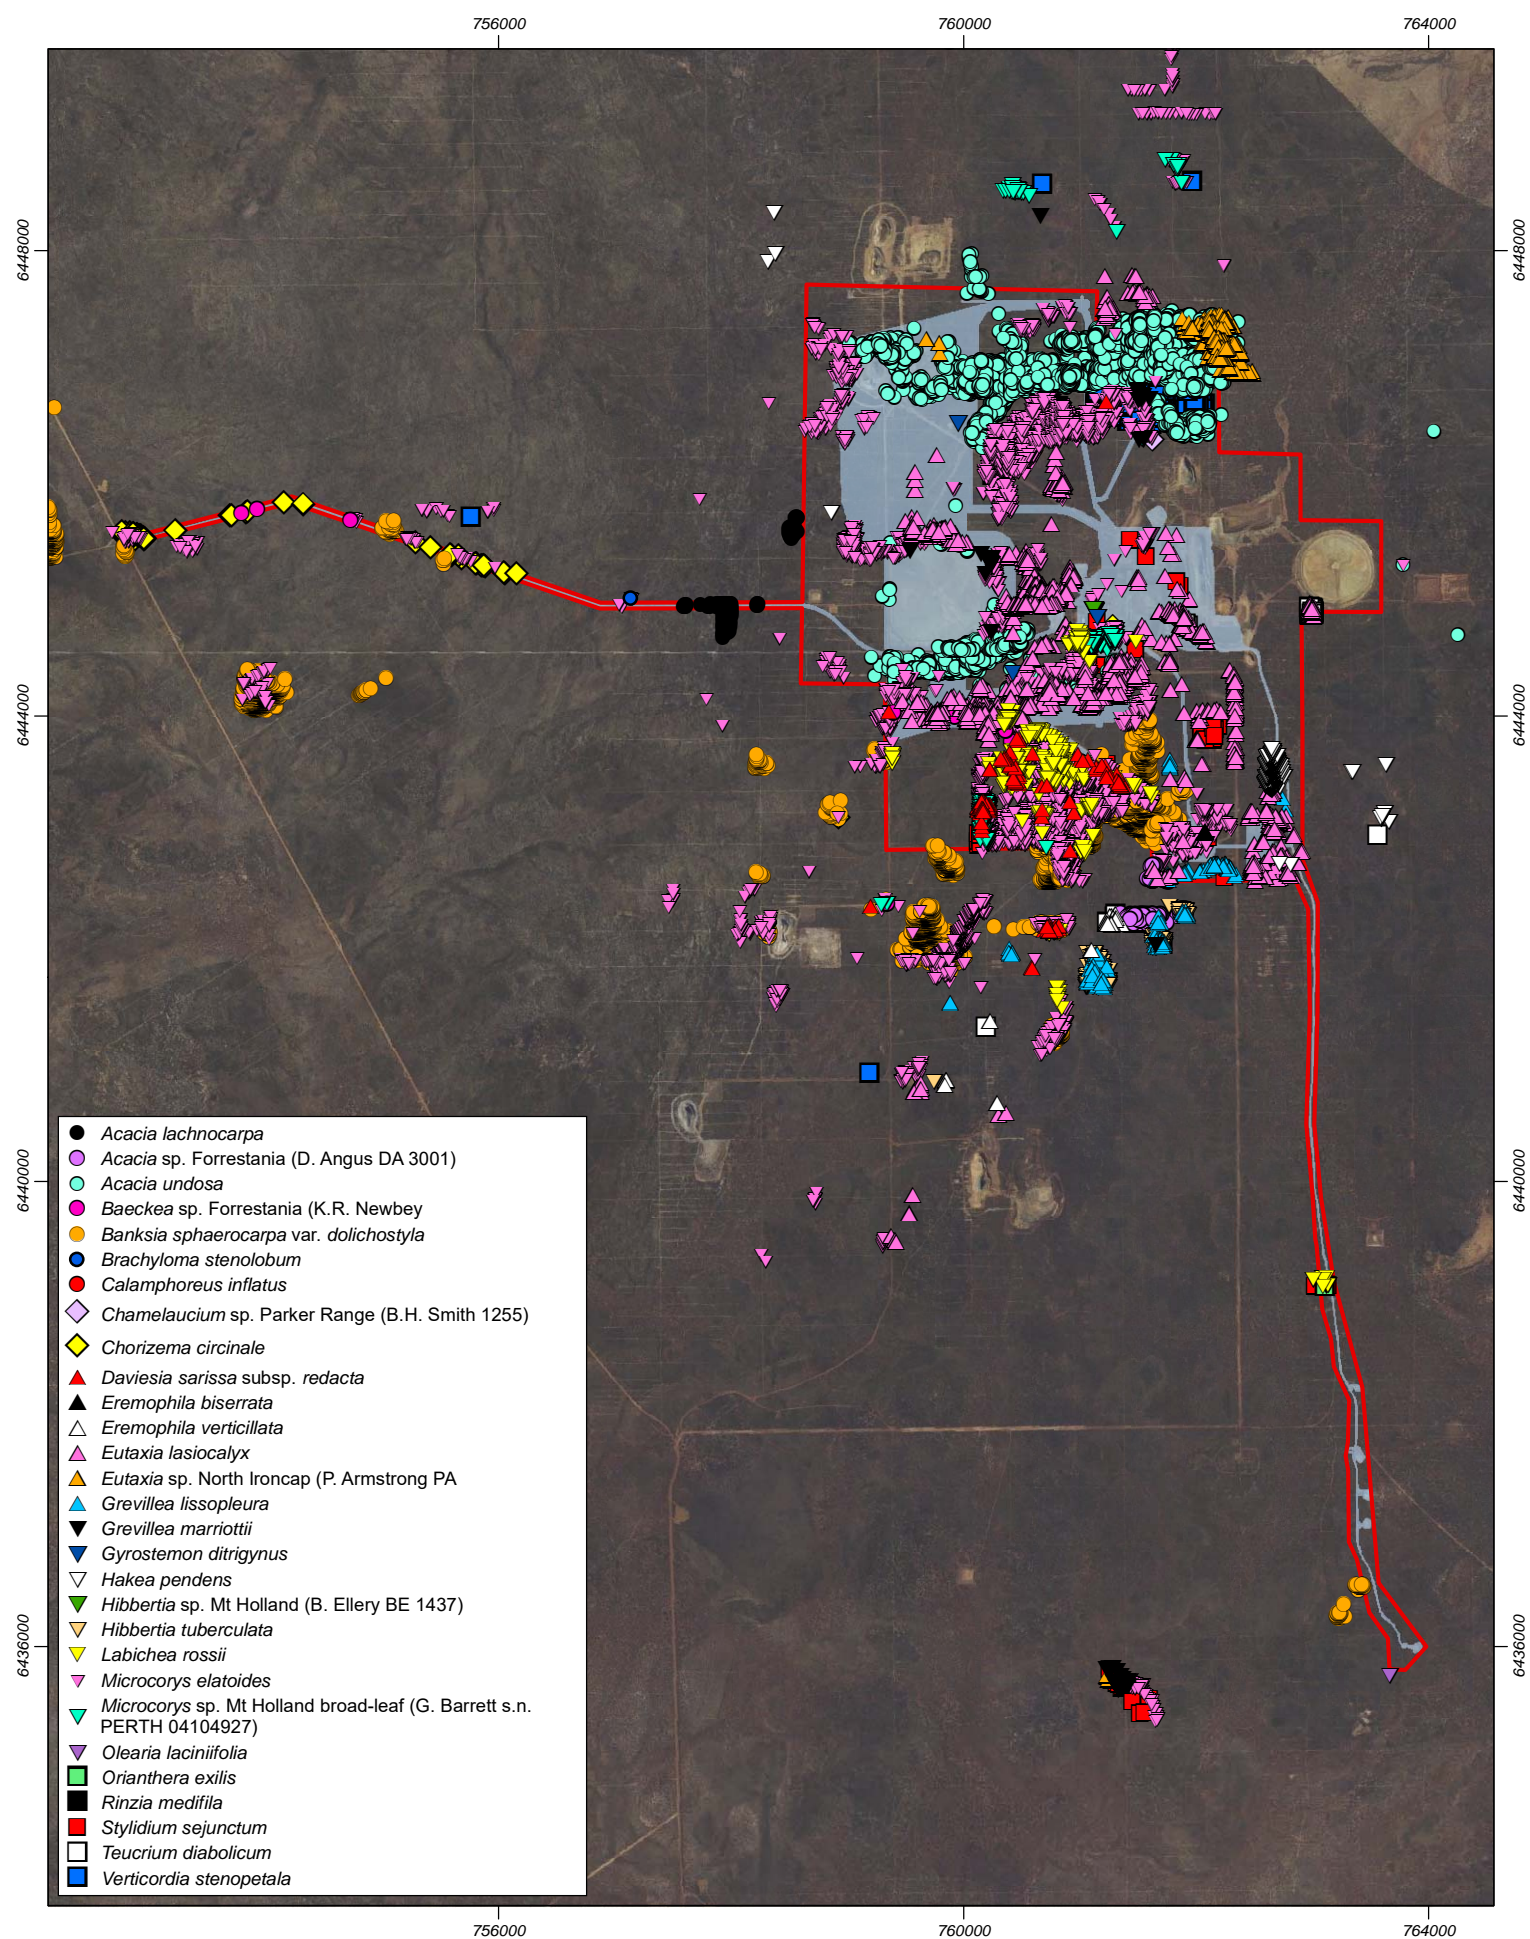 756000
760000
764000
6448000
6448000
6444000
6444000
6440000
6440000
6436000
6436000
Acacia lachnocarpa
Acacia sp. Forrestania (D. Angus DA 3001)
Acacia undosa
Baeckea sp. Forrestania (K.R. Newbey
Banksia sphaerocarpa var. dolichostyla
Brachyloma stenolobum
Calamphoreus inflatus
Chamelaucium sp. Parker Range (B.H. Smith 1255)
Chorizema circinale
Daviesia sarissa subsp. redacta
Eremophila biserrata
Eremophila verticillata
Eutaxia lasiocalyx
Eutaxia sp. North Ironcap (P. Armstrong PA
Grevillea lissopleura
Grevillea marriottii
Gyrostemon ditrigynus
Hakea pendens
Hibbertia sp. Mt Holland (B. Ellery BE 1437)
Hibbertia tuberculata
Labichea rossii
Microcorys elatoides
Microcorys sp. Mt Holland broad-leaf (G. Barrett s.n.
PERTH 04104927)
Olearia laciniifolia
Orianthera exilis
Rinzia medifila
Stylidium sejunctum
Teucrium diabolicum
Verticordia stenopetala
756000
760000
764000